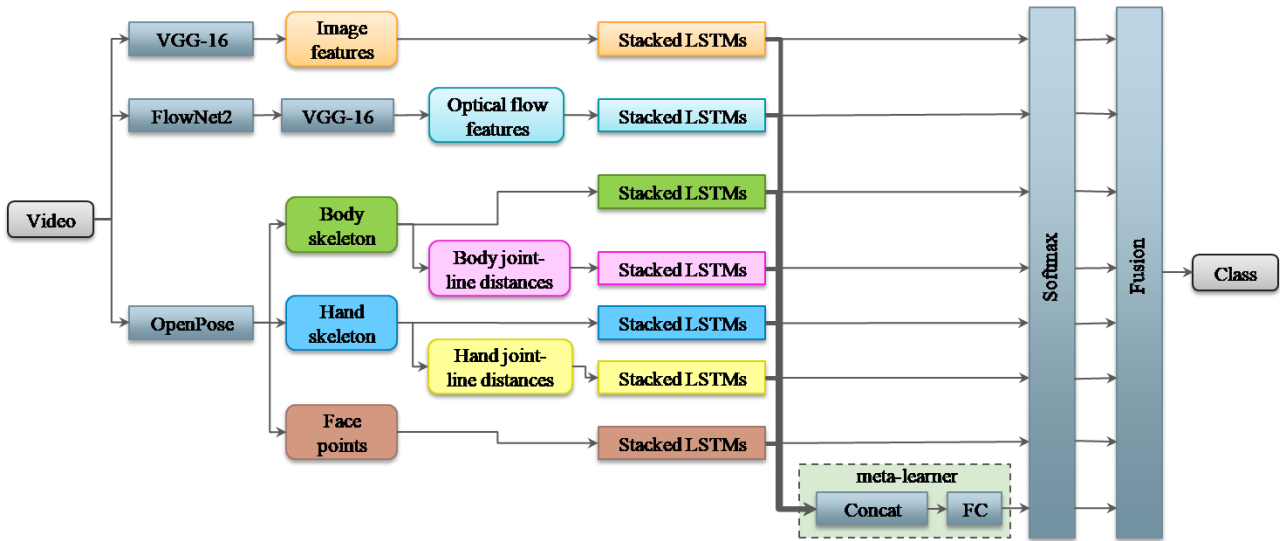 VGG-16
Image
features
Stacked LSTMs
FlowNet2
VGG-16
Optical flow
features
Stacked LSTMs
Video
Body
skeleton
Stacked LSTMs
Body joint-
line distances
Stacked LSTMs
OpenPose
Hand
skeleton
Stacked LSTMs
Hand joint-
line distances
Stacked LSTMs
Face
points
Stacked LSTMs
meta-learner
Concat
FC
Softmax
Fusion
Class